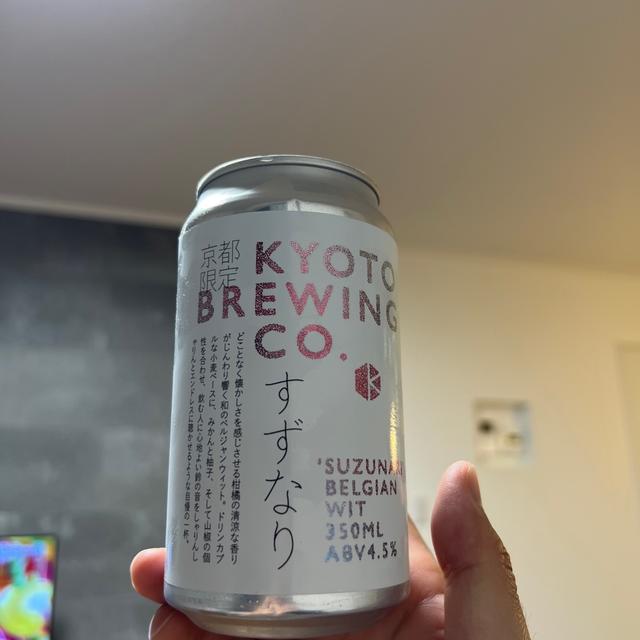 京都
限定
KYOTO
BREWING
CO.
どことなく懐かしさを感じさせる柑橘の清涼な香り
がじんわり響く和のベルジャンウィット。ドリンカブ
ルな小麦ベースに、みかんと柚子、そして山椒の個
性を合わせ、飲む人に心地よい鈴の音をしゃりんし
ゃりんとエンドレスに聴かせるような自慢の一杯。
すずなり
'SUZUNARI
BELGIAN
WIT
350ML
ABV4.5%